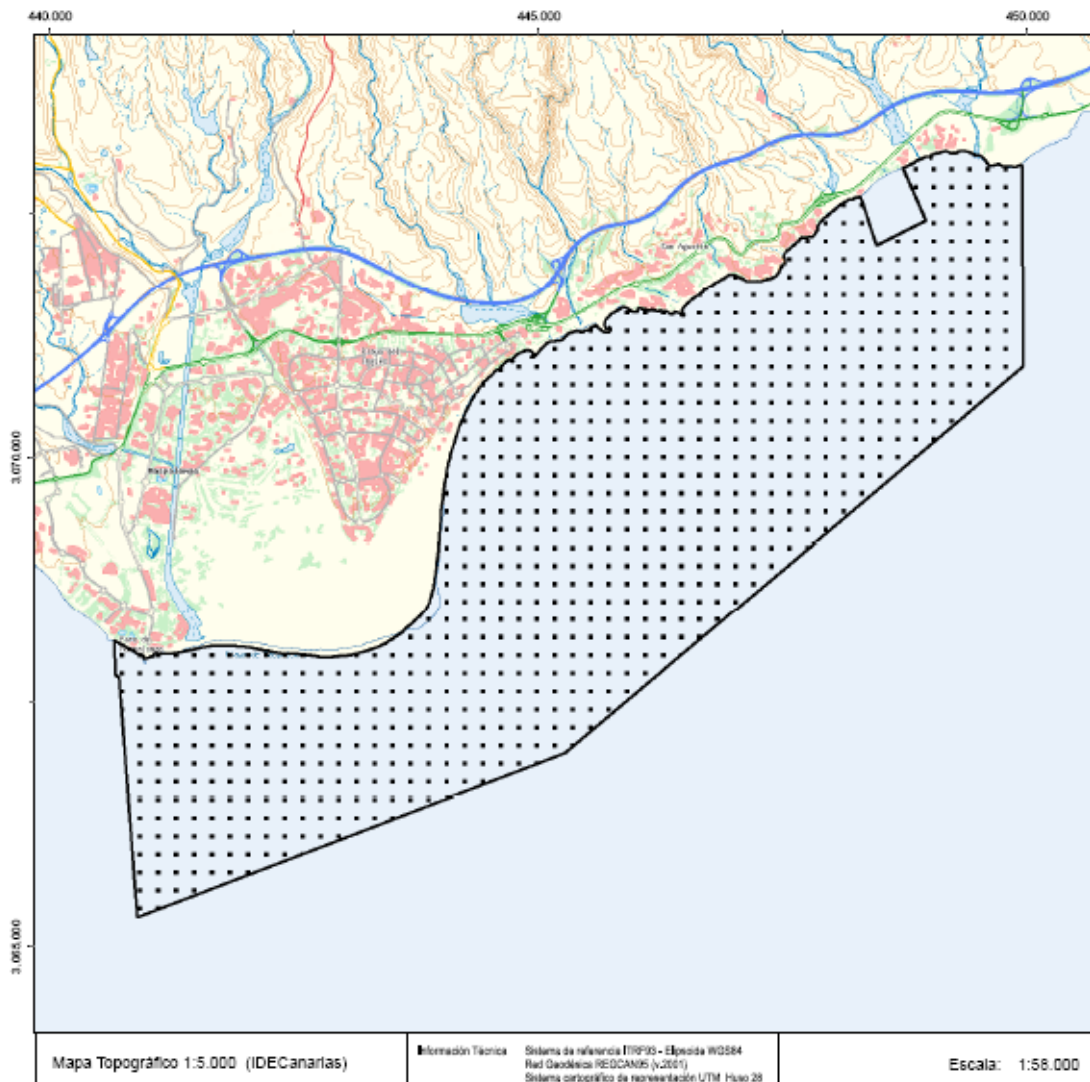 440.000 445.000 450.000
San Agustín
3.070.000
Maspalomas
3.065.000
Mapa Topográfico 1:5.000 (IDECanarias)
Información Técnica
Sistema de referencia ITRF93 - Elipsoide WGS84
Red Geodésica REGCAN95 (v.2001)
Sistema cartográfico de representación UTM Huso 28
Escala: 1:58.000